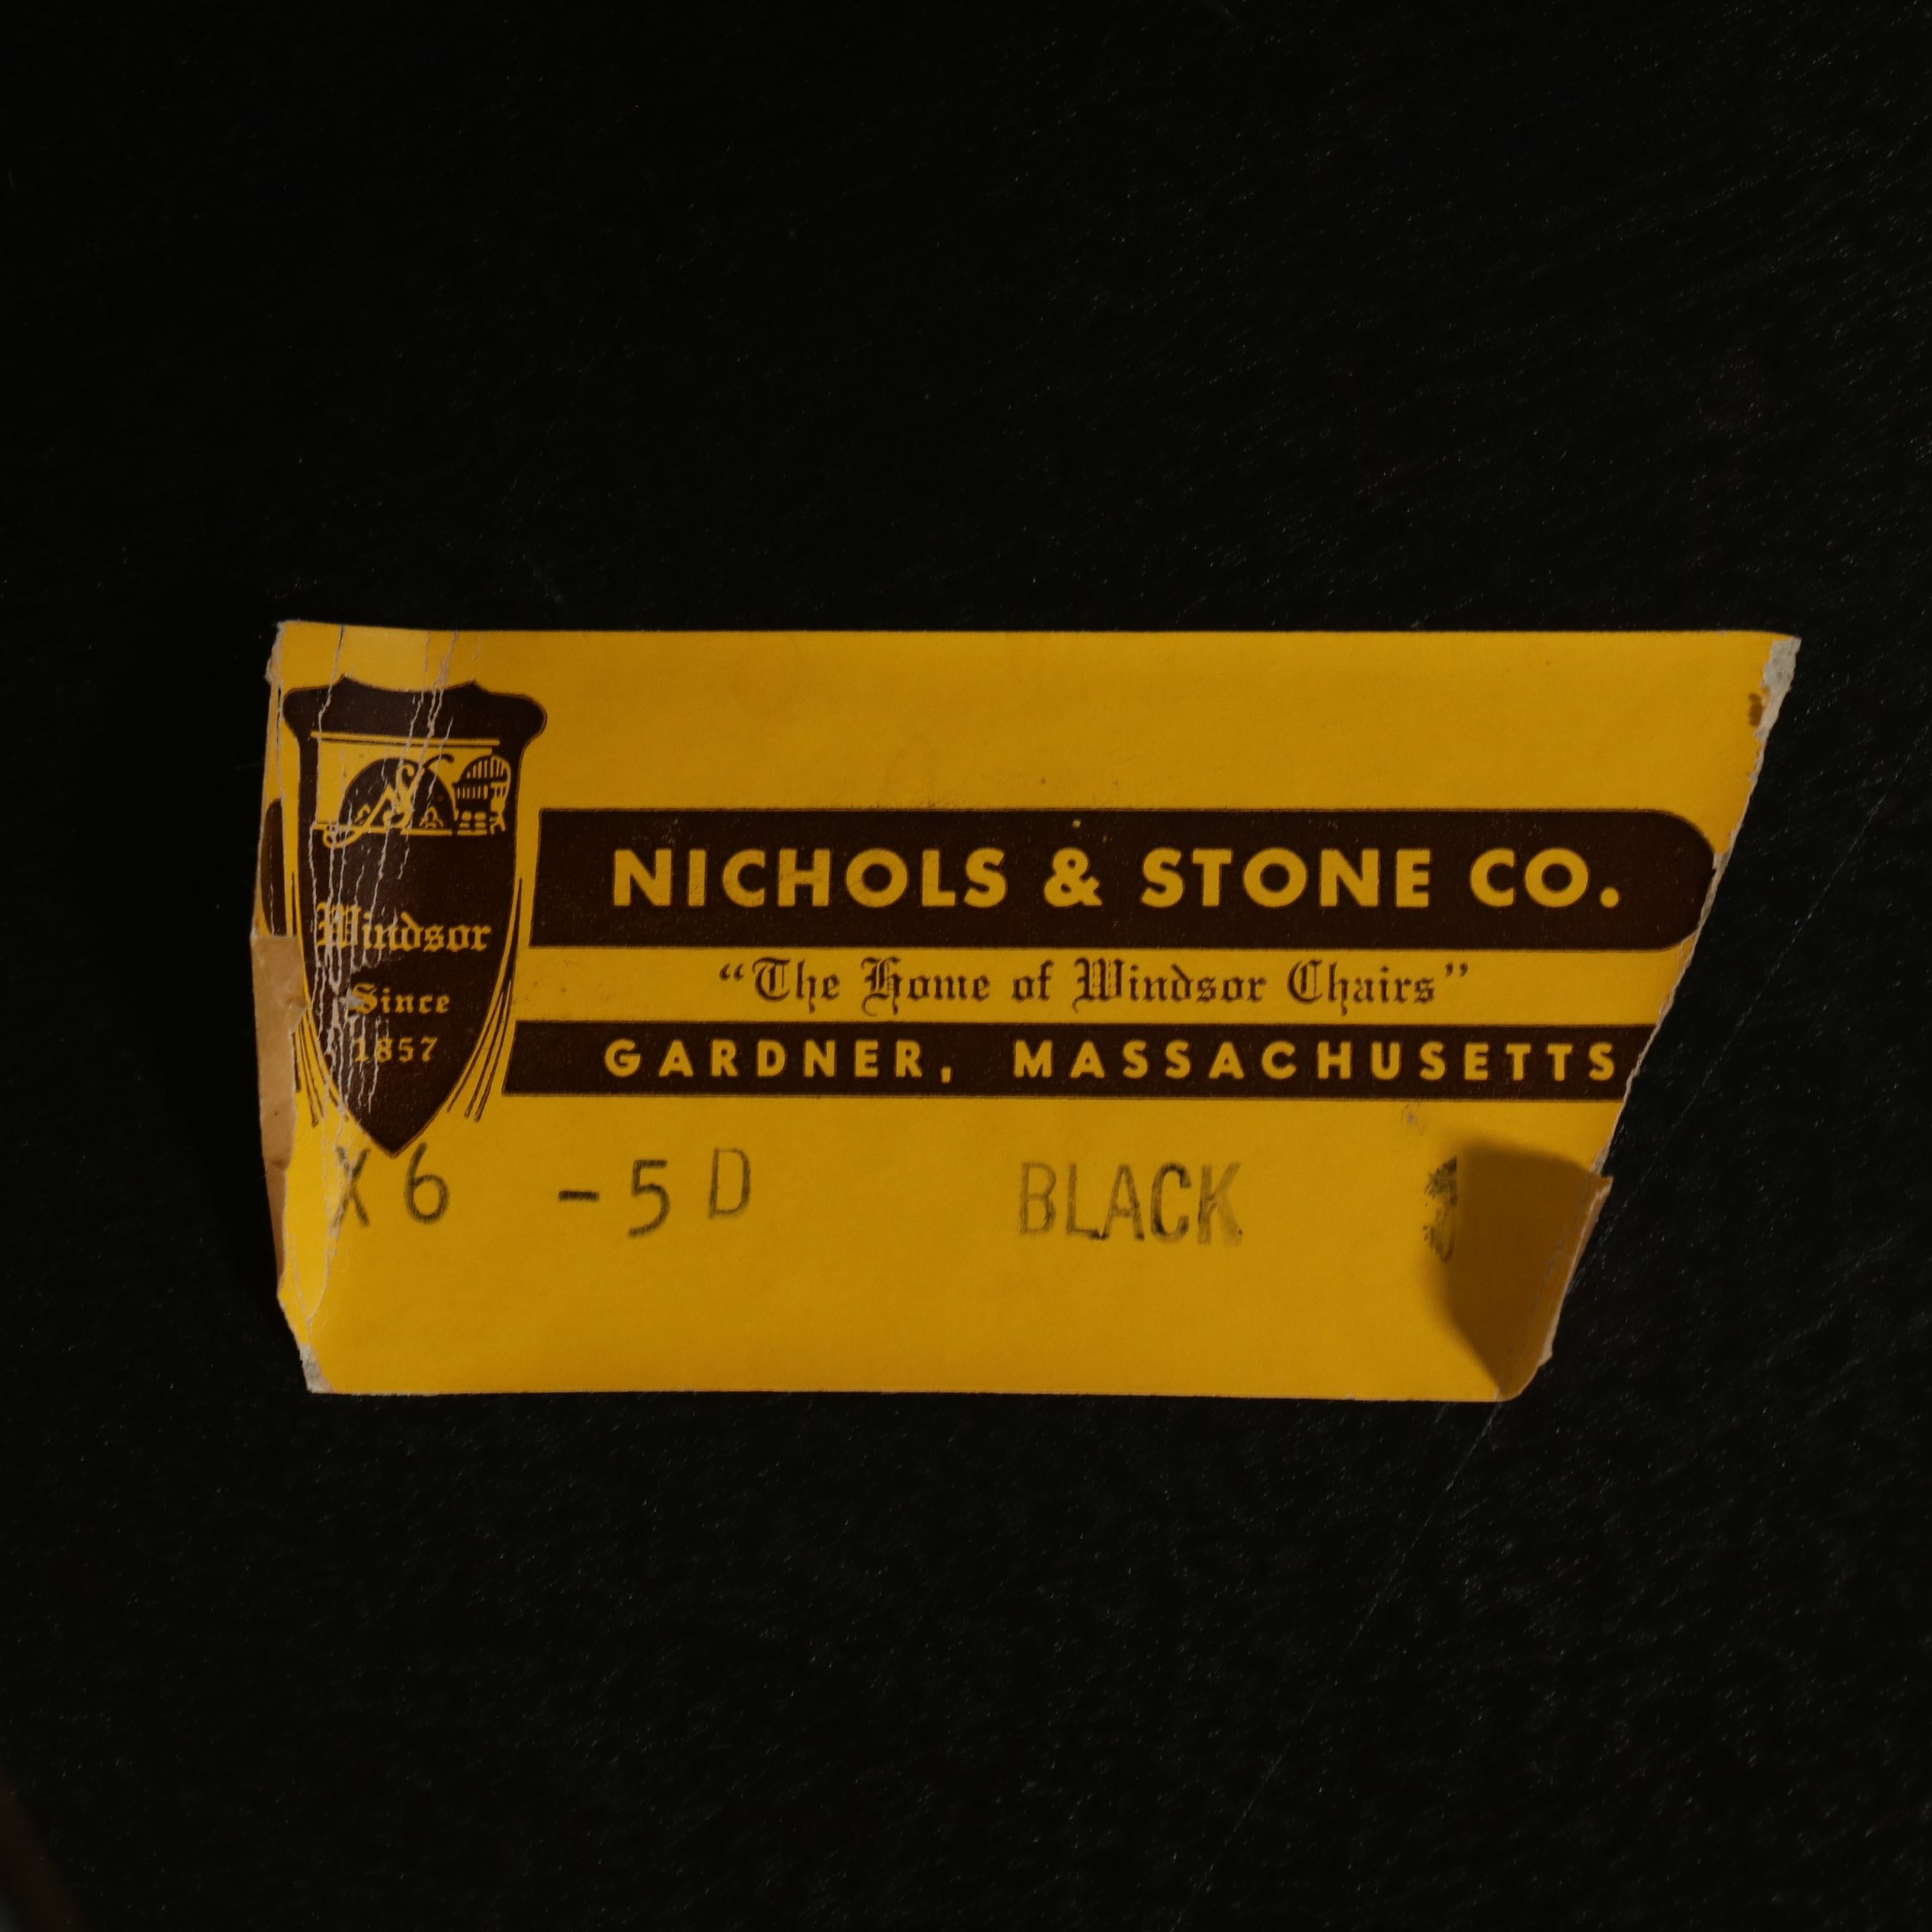 Windsor
Since
1857
NICHOLS & STONE CO.
“The Home of Windsor Chairs”
GARDNER, MASSACHUSETTS
X6 -5D BLACK